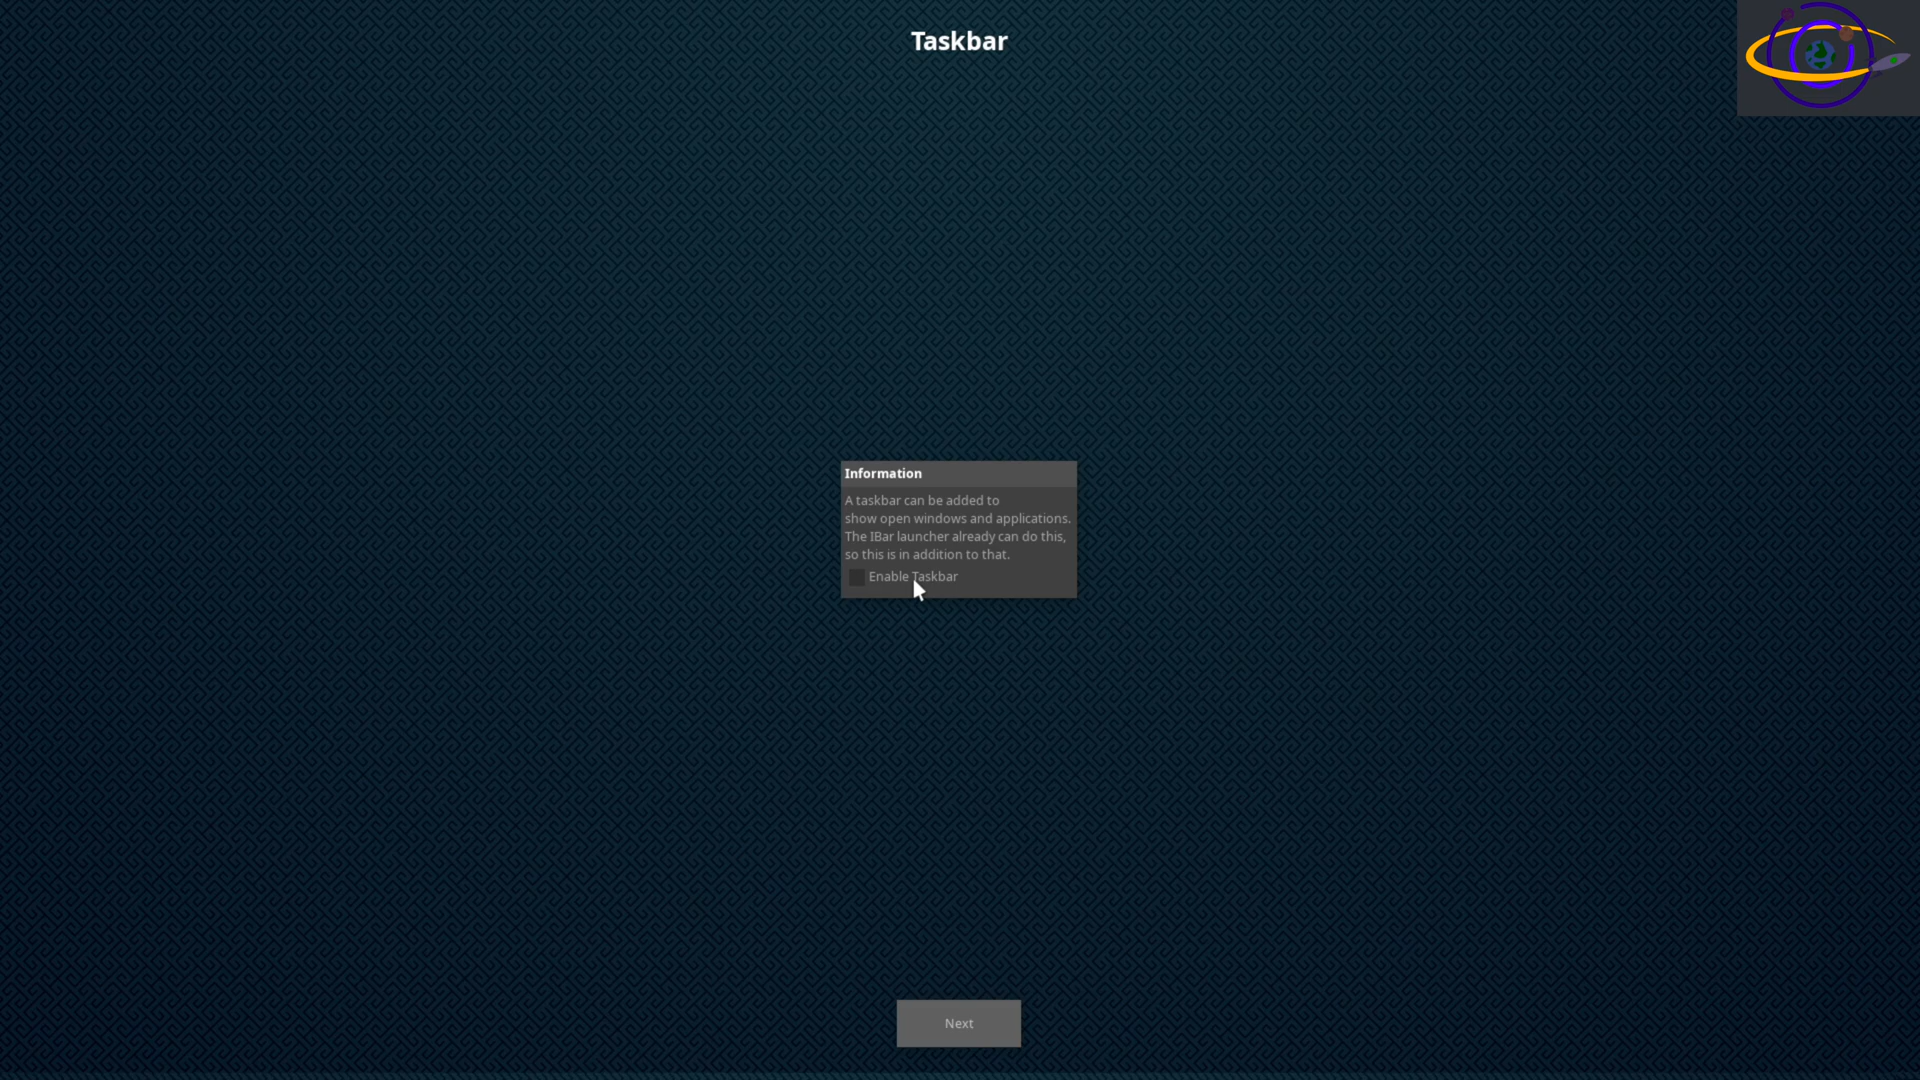 Taskbar
Information
A taskbar can be added to
show open windows and applications.
The IBar launcher already can do this,
so this is in addition to that.
Enable Taskbar
Next